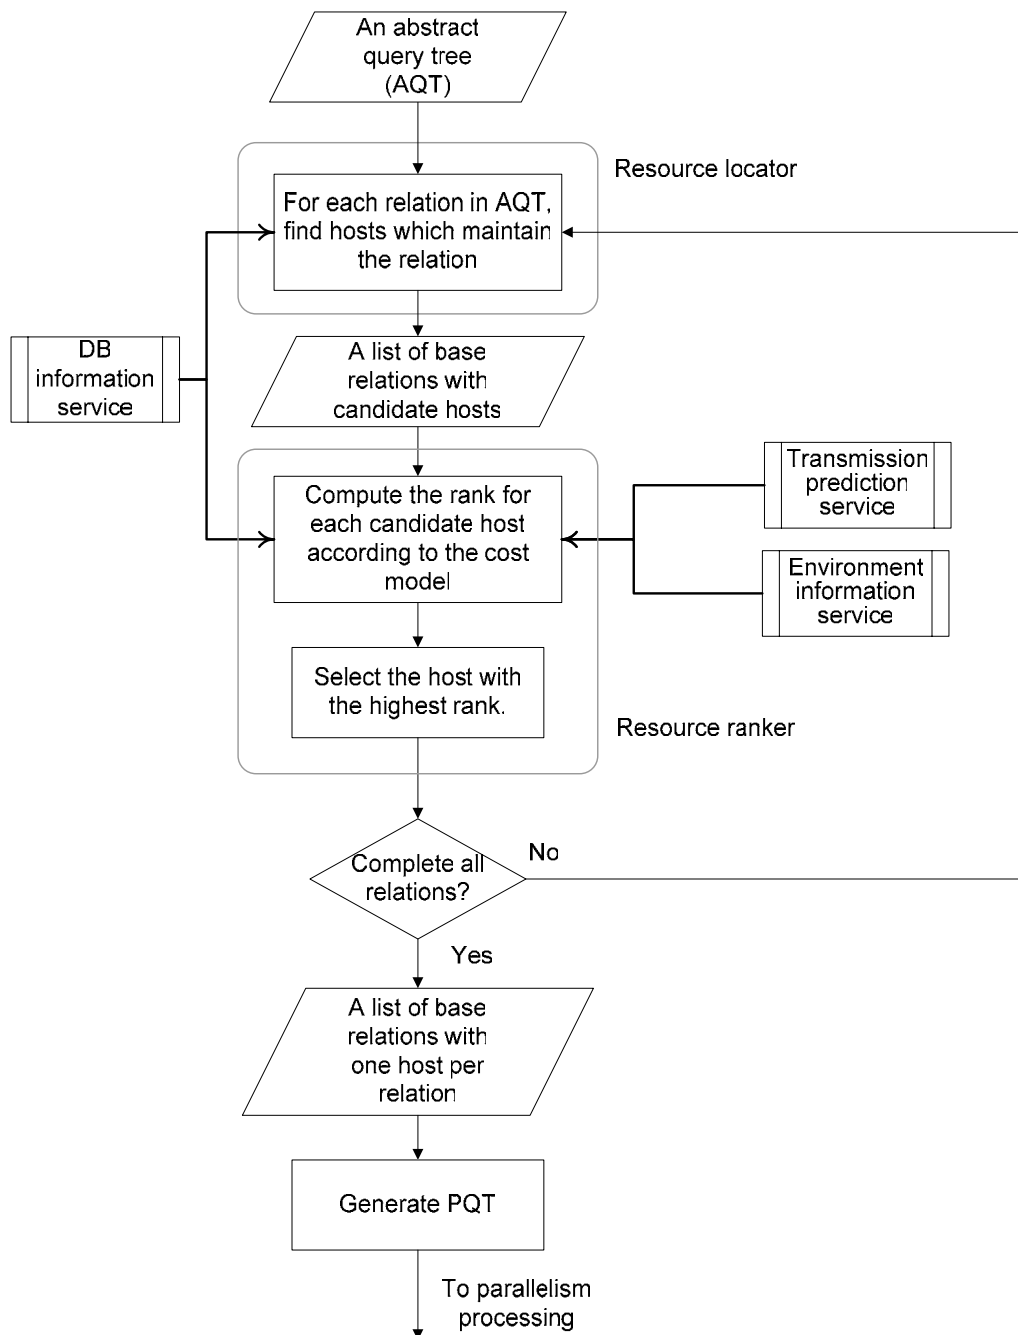 An abstract
query tree
(AQT)
Resource locator
For each relation in AQT,
find hosts which maintain
the relation
DB
information
service
A list of base
relations with
candidate hosts
Transmission
prediction
service
Compute the rank for
each candidate host
according to the cost
model
Environment
information
service
Select the host with
the highest rank.
Resource ranker
Complete all
relations?
No
Yes
A list of base
relations with
one host per
relation
Generate PQT
To parallelism
processing